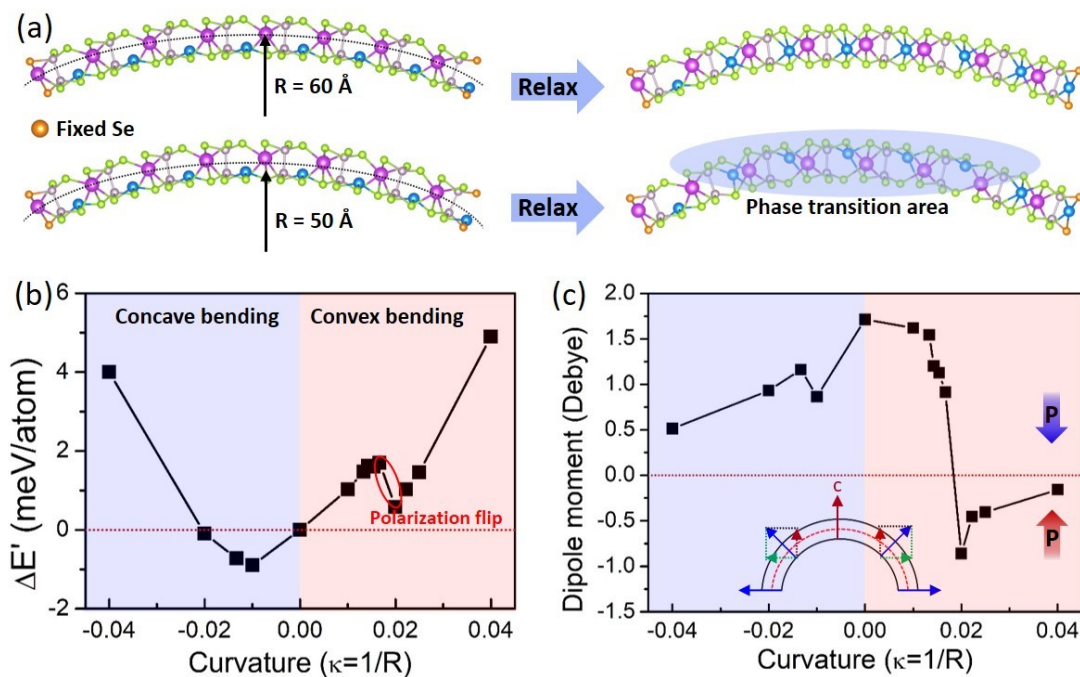 (a)
R = 60 Å
Relax
Fixed Se
R = 50 Å
Relax
Phase transition area
(b)
6
4
2
0
-2
ΔE' (meV/atom)
Concave bending
Convex bending
Polarization flip
-0.04
-0.02
0.00
0.02
0.04
Curvature (κ=1/R)
(c)
2.0
1.5
1.0
0.5
0.0
-0.5
-1.0
-1.5
Dipole moment (Debye)
P
P
c
-0.04
-0.02
0.00
0.02
0.04
Curvature (κ=1/R)